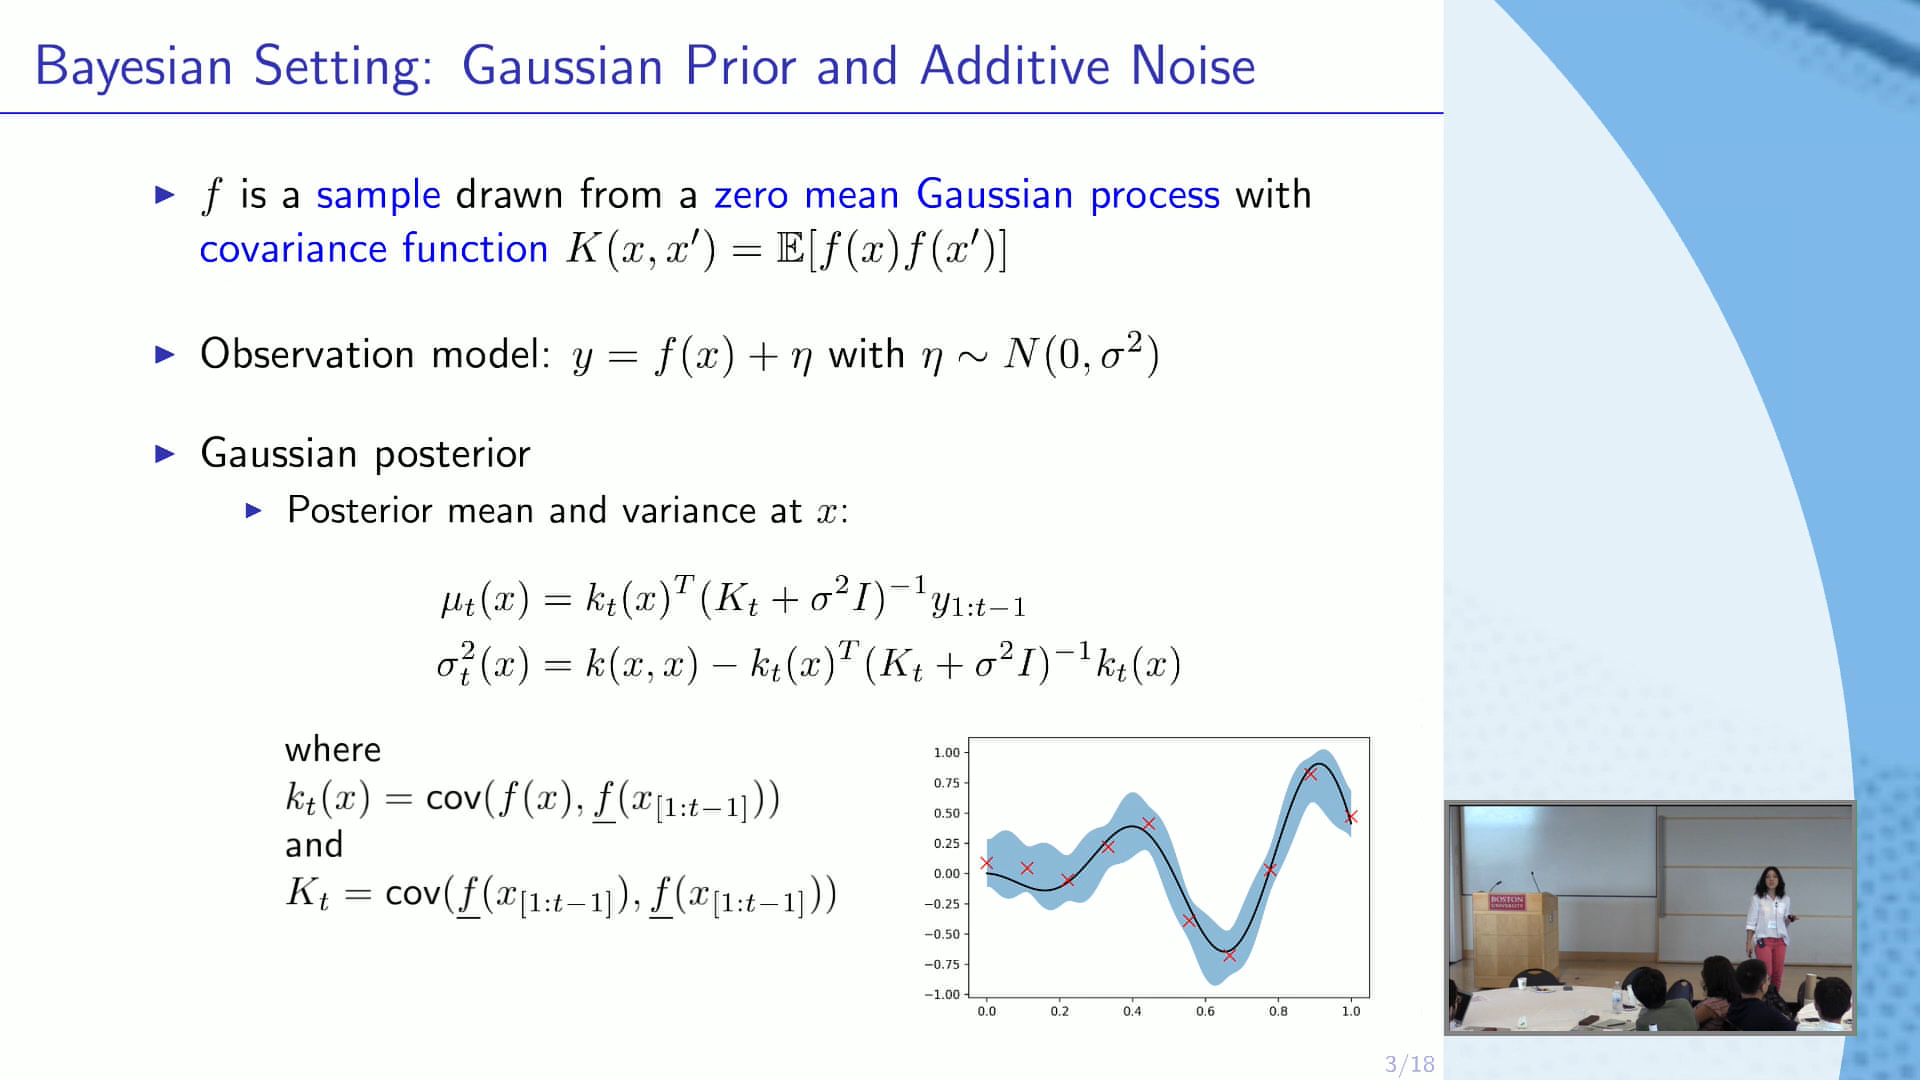 Bayesian Setting: Gaussian Prior and Additive Noise
▶ f is a sample drawn from a zero mean Gaussian process with
covariance function K(x, x′) = 𝔼[f(x)f(x′)]
▶ Observation model: y = f(x) + η with η ∼ N(0, σ²)
▶ Gaussian posterior
▶ Posterior mean and variance at x:
μ_t(x) = k_t(x)^T(K_t + σ²I)^{−1}y_{1:t−1}
σ_t^2(x) = k(x, x) − k_t(x)^T(K_t + σ²I)^{−1}k_t(x)
where
k_t(x) = cov(f(x), f(x_{[1:t−1]}))
and
K_t = cov(f(x_{[1:t−1]}), f(x_{[1:t−1]}))
1.00
0.75
0.50
0.25
0.00
−0.25
−0.50
−0.75
−1.00
0.0 0.2 0.4 0.6 0.8 1.0
BOSTON
UNIVERSITY
3/18